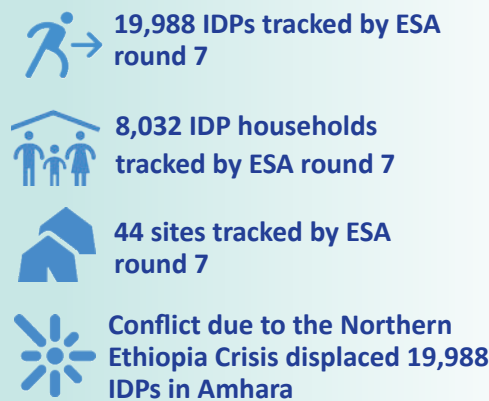 19,988 IDPs tracked by ESA
round 7
8,032 IDP households
tracked by ESA round 7
44 sites tracked by ESA
round 7
Conflict due to the Northern
Ethiopia Crisis displaced 19,988
IDPs in Amhara